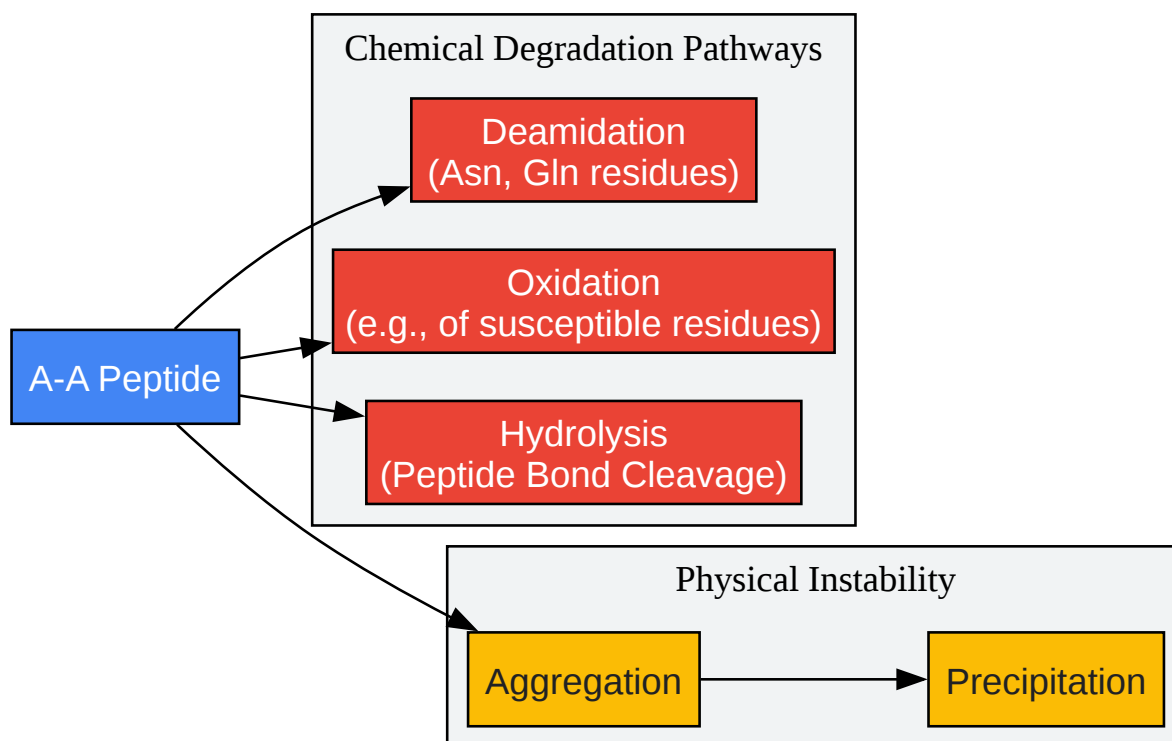 Chemical Degradation Pathways
Deamidation
(Asn, Gln residues)
Oxidation
(e.g., of susceptible residues)
A-A Peptide
Hydrolysis
(Peptide Bond Cleavage)
Physical Instability
Aggregation
Precipitation